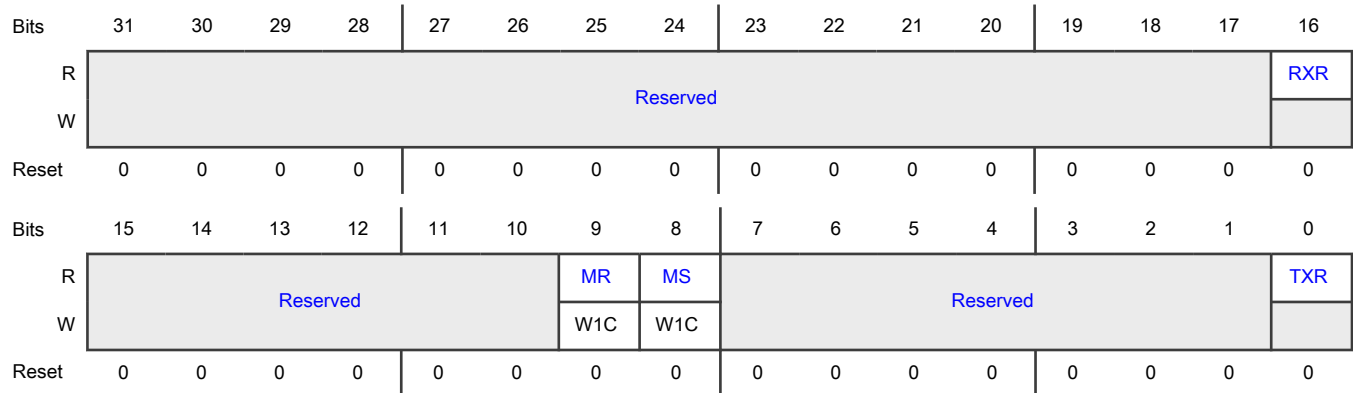 Bits 31 30 29 28 27 26 25 24 23 22 21 20 19 18 17 16
R RXR
Reserved
W
Reset 0 0 0 0 0 0 0 0 0 0 0 0 0 0 0 0
Bits 15 14 13 12 11 10 9 8 7 6 5 4 3 2 1 0
R MR MS TXR
Reserved Reserved
W W1C W1C
Reset 0 0 0 0 0 0 0 0 0 0 0 0 0 0 0 0